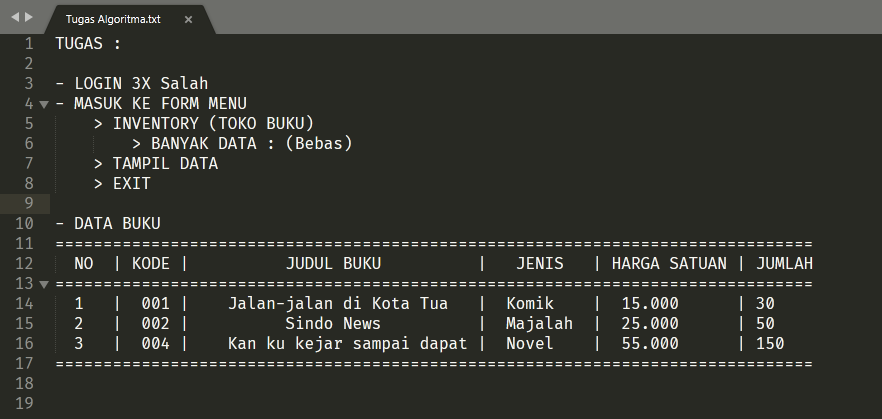 Tugas Algoritma.txt ×
1 TUGAS :
2
3 - LOGIN 3X Salah
4 - MASUK KE FORM MENU
5     > INVENTORY (TOKO BUKU)
6         > BANYAK DATA : (Bebas)
7     > TAMPIL DATA
8     > EXIT
9
10 - DATA BUKU
11 ===============================================================================
12   NO  | KODE |          JUDUL BUKU          |   JENIS   | HARGA SATUAN | JUMLAH
13 ===============================================================================
14   1   |  001 |    Jalan-jalan di Kota Tua   |  Komik    |  15.000      | 30
15   2   |  002 |          Sindo News          |  Majalah  |  25.000      | 50
16   3   |  004 |    Kan ku kejar sampai dapat |  Novel    |  55.000      | 150
17 ===============================================================================
18
19